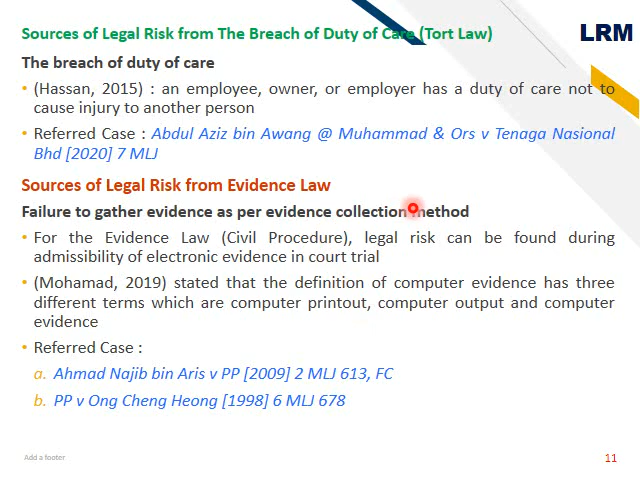 Sources of Legal Risk from The Breach of Duty of Care (Tort Law)
LRM
The breach of duty of care
• (Hassan, 2015) : an employee, owner, or employer has a duty of care not to
cause injury to another person
• Referred Case : Abdul Aziz bin Awang @ Muhammad & Ors v Tenaga Nasional
Bhd [2020] 7 MLJ
Sources of Legal Risk from Evidence Law
Failure to gather evidence as per evidence collection method
• For the Evidence Law (Civil Procedure), legal risk can be found during
admissibility of electronic evidence in court trial
• (Mohamad, 2019) stated that the definition of computer evidence has three
different terms which are computer printout, computer output and computer
evidence
• Referred Case :
a. Ahmad Najib bin Aris v PP [2009] 2 MLJ 613, FC
b. PP v Ong Cheng Heong [1998] 6 MLJ 678
Add a footer
11